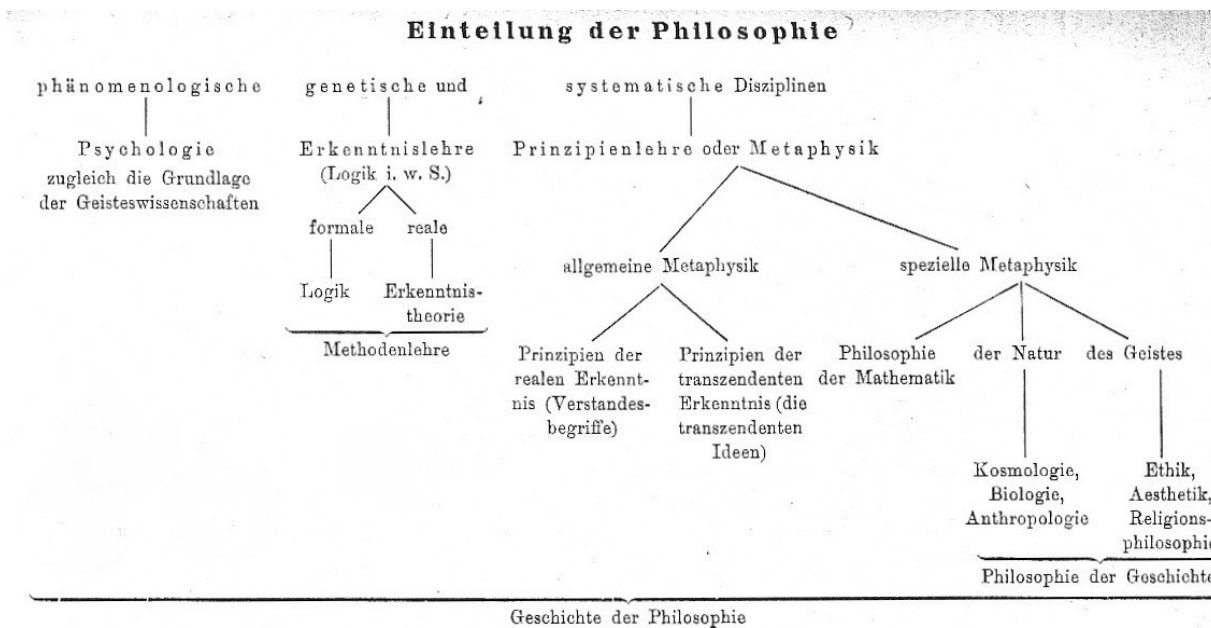 Einteilung der Philosophie
phänomenologische genetische und systematische Disziplinen
Psychologie
zugleich die Grundlage
der Geisteswissenschaften
Erkenntnislehre
(Logik i. w. S.)
formale reale
Logik
Erkenntnis-
theorie
Methodenlehre
Prinzipienlehre oder Metaphysik
allgemeine Metaphysik
spezielle Metaphysik
Prinzipien der
realen Erkennt-
nis (Verstandes-
begriffe)
Prinzipien der
transzendenten
Erkenntnis (die
transzendenten
Ideen)
Philosophie
der Mathematik
der Natur
des Geistes
Kosmologie,
Biologie,
Anthropologie
Ethik,
Aesthetik,
Religions-
philosophie
Philosophie der Geschichte
Geschichte der Philosophie